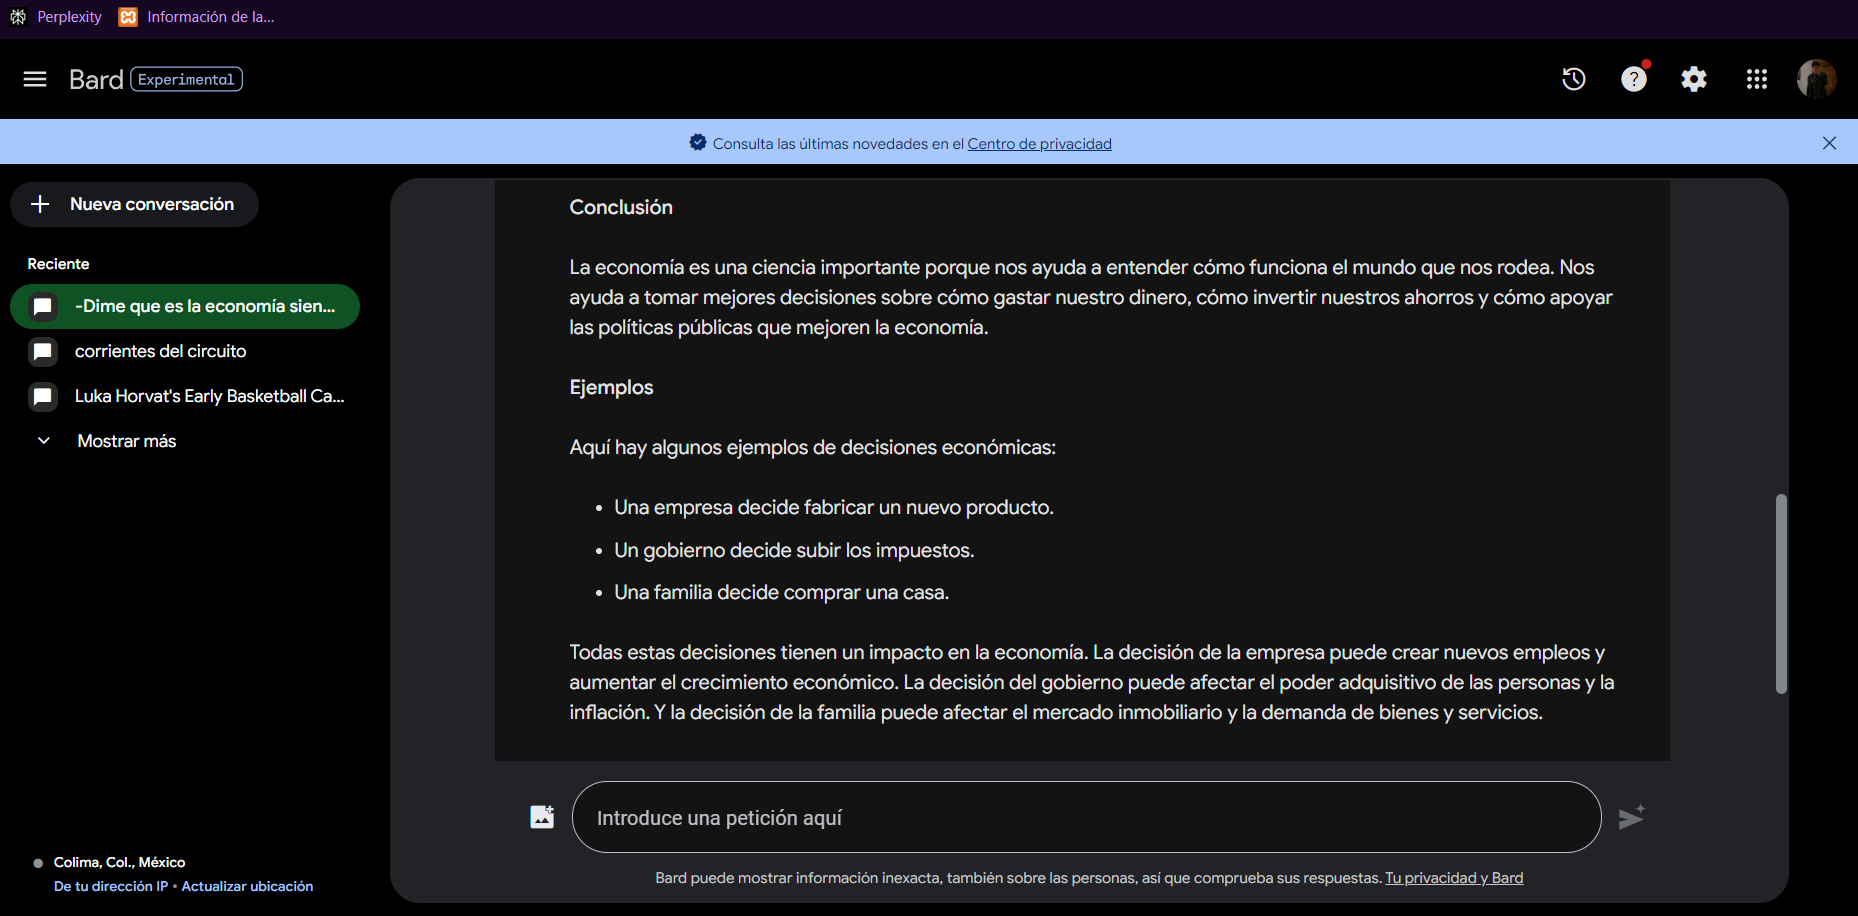 Perplexity
Información de la...
Bard
Experimental
Consulta las últimas novedades en el Centro de privacidad
Nueva conversación
Reciente
-Dime que es la economía sien...
corrientes del circuito
Luka Horvat's Early Basketball Ca...
Mostrar más
Colima, Col., México
De tu dirección IP • Actualizar ubicación
Conclusión
La economía es una ciencia importante porque nos ayuda a entender cómo funciona el mundo que nos rodea. Nos
ayuda a tomar mejores decisiones sobre cómo gastar nuestro dinero, cómo invertir nuestros ahorros y cómo apoyar
las políticas públicas que mejoren la economía.
Ejemplos
Aquí hay algunos ejemplos de decisiones económicas:
• Una empresa decide fabricar un nuevo producto.
• Un gobierno decide subir los impuestos.
• Una familia decide comprar una casa.
Todas estas decisiones tienen un impacto en la economía. La decisión de la empresa puede crear nuevos empleos y
aumentar el crecimiento económico. La decisión del gobierno puede afectar el poder adquisitivo de las personas y la
inflación. Y la decisión de la familia puede afectar el mercado inmobiliario y la demanda de bienes y servicios.
Introduce una petición aquí
Bard puede mostrar información inexacta, también sobre las personas, así que comprueba sus respuestas. Tu privacidad y Bard